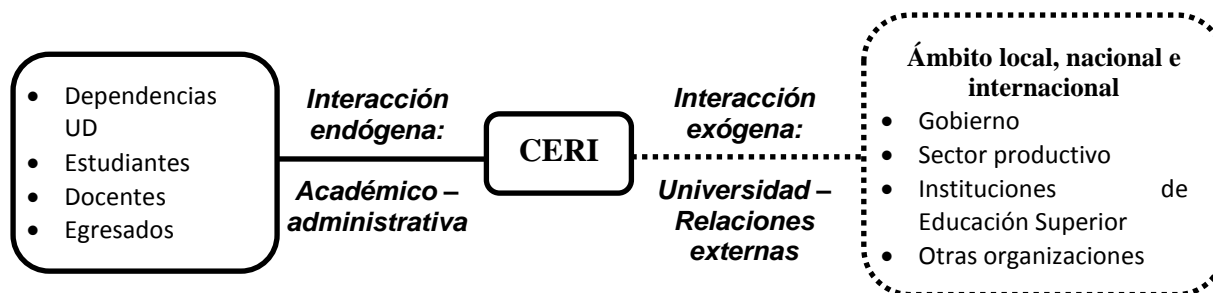 • Dependencias
UD
• Estudiantes
• Docentes
• Egresados
Interacción
endógena:
Académico –
administrativa
CERI
Interacción
exógena:
Universidad –
Relaciones
externas
Ámbito local, nacional e
internacional
• Gobierno
• Sector productivo
• Instituciones de
Educación Superior
• Otras organizaciones